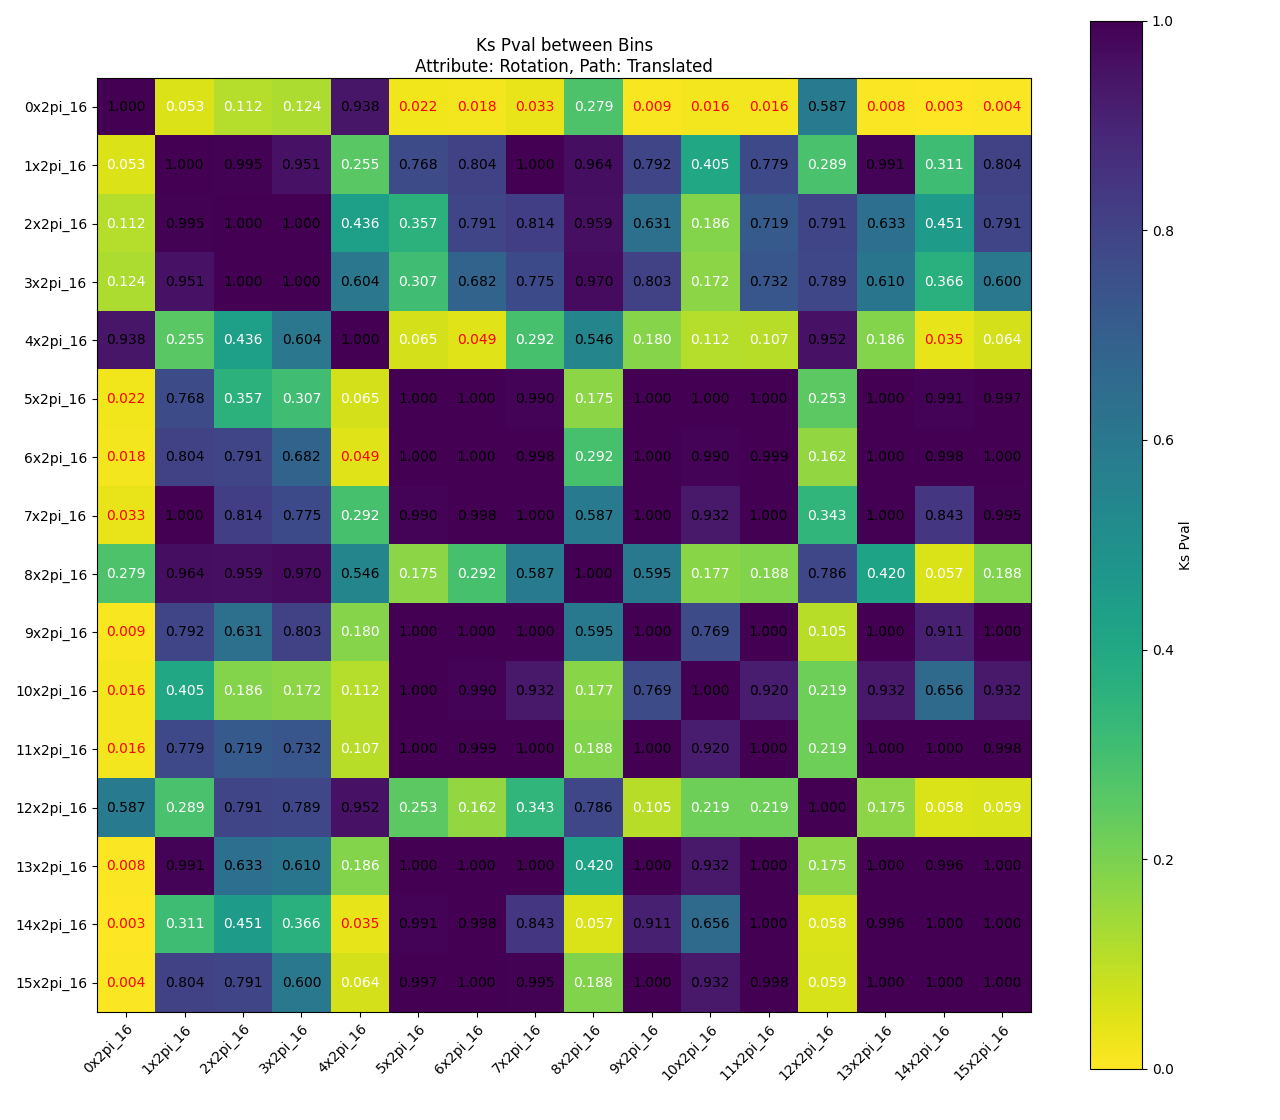 Ks Pval between Bins
Attribute: Rotation, Path: Translated
0x2pi_16 1.000 0.053 0.112 0.124 0.938 0.022 0.018 0.033 0.279 0.009 0.016 0.016 0.587 0.008 0.003 0.004
1x2pi_16 0.053 1.000 0.995 0.951 0.255 0.768 0.804 1.000 0.964 0.792 0.405 0.779 0.289 0.991 0.311 0.804
2x2pi_16 0.112 0.995 1.000 1.000 0.436 0.357 0.791 0.814 0.959 0.631 0.186 0.719 0.791 0.633 0.451 0.791
3x2pi_16 0.124 0.951 1.000 1.000 0.604 0.307 0.682 0.775 0.970 0.803 0.172 0.732 0.789 0.610 0.366 0.600
4x2pi_16 0.938 0.255 0.436 0.604 1.000 0.065 0.049 0.292 0.546 0.180 0.112 0.107 0.952 0.186 0.035 0.064
5x2pi_16 0.022 0.768 0.357 0.307 0.065 1.000 1.000 0.990 0.175 1.000 1.000 1.000 0.253 1.000 0.991 0.997
6x2pi_16 0.018 0.804 0.791 0.682 0.049 1.000 1.000 0.998 0.292 1.000 0.990 0.999 0.162 1.000 0.998 1.000
7x2pi_16 0.033 1.000 0.814 0.775 0.292 0.990 0.998 1.000 0.587 1.000 0.932 1.000 0.343 1.000 0.843 0.995
8x2pi_16 0.279 0.964 0.959 0.970 0.546 0.175 0.292 0.587 1.000 0.595 0.177 0.188 0.786 0.420 0.057 0.188
9x2pi_16 0.009 0.792 0.631 0.803 0.180 1.000 1.000 1.000 0.595 1.000 0.769 1.000 0.105 1.000 0.911 1.000
10x2pi_16 0.016 0.405 0.186 0.172 0.112 1.000 0.990 0.932 0.177 0.769 1.000 0.920 0.219 0.932 0.656 0.932
11x2pi_16 0.016 0.779 0.719 0.732 0.107 1.000 0.999 1.000 0.188 1.000 0.920 1.000 0.219 1.000 1.000 0.998
12x2pi_16 0.587 0.289 0.791 0.789 0.952 0.253 0.162 0.343 0.786 0.105 0.219 0.219 1.000 0.175 0.058 0.059
13x2pi_16 0.008 0.991 0.633 0.610 0.186 1.000 1.000 1.000 0.420 1.000 0.932 1.000 0.175 1.000 0.996 1.000
14x2pi_16 0.003 0.311 0.451 0.366 0.035 0.991 0.998 0.843 0.057 0.911 0.656 1.000 0.058 0.996 1.000 1.000
15x2pi_16 0.004 0.804 0.791 0.600 0.064 0.997 1.000 0.995 0.188 1.000 0.932 0.998 0.059 1.000 1.000 1.000
0x2pi_16 1x2pi_16 2x2pi_16 3x2pi_16 4x2pi_16 5x2pi_16 6x2pi_16 7x2pi_16 8x2pi_16 9x2pi_16 10x2pi_16 11x2pi_16 12x2pi_16 13x2pi_16 14x2pi_16 15x2pi_16
1.0
0.8
0.6
0.4
0.2
0.0
Ks Pval